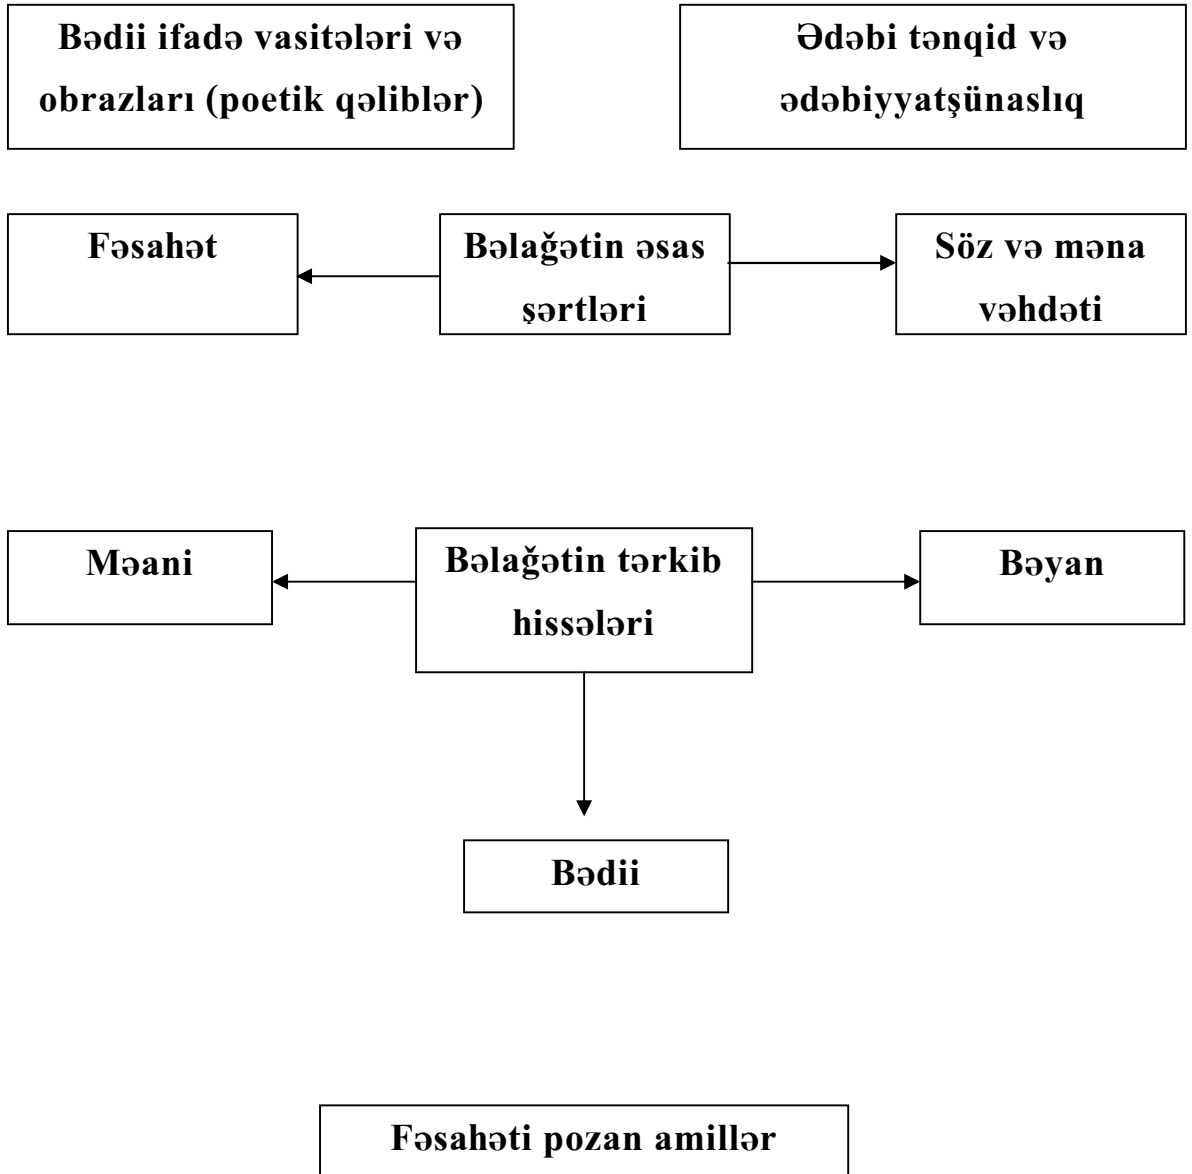 Bədii ifadə vasitələri və
obrazları (poetik qəliblər)
Ədəbi tənqid və
ədəbiyyatşünaslıq
Fəsahət
Bəlağətin əsas
şərtləri
Söz və məna
vəhdəti
Məani
Bəlağətin tərkib
hissələri
Bəyan
Bədii
Fəsahəti pozan amillər